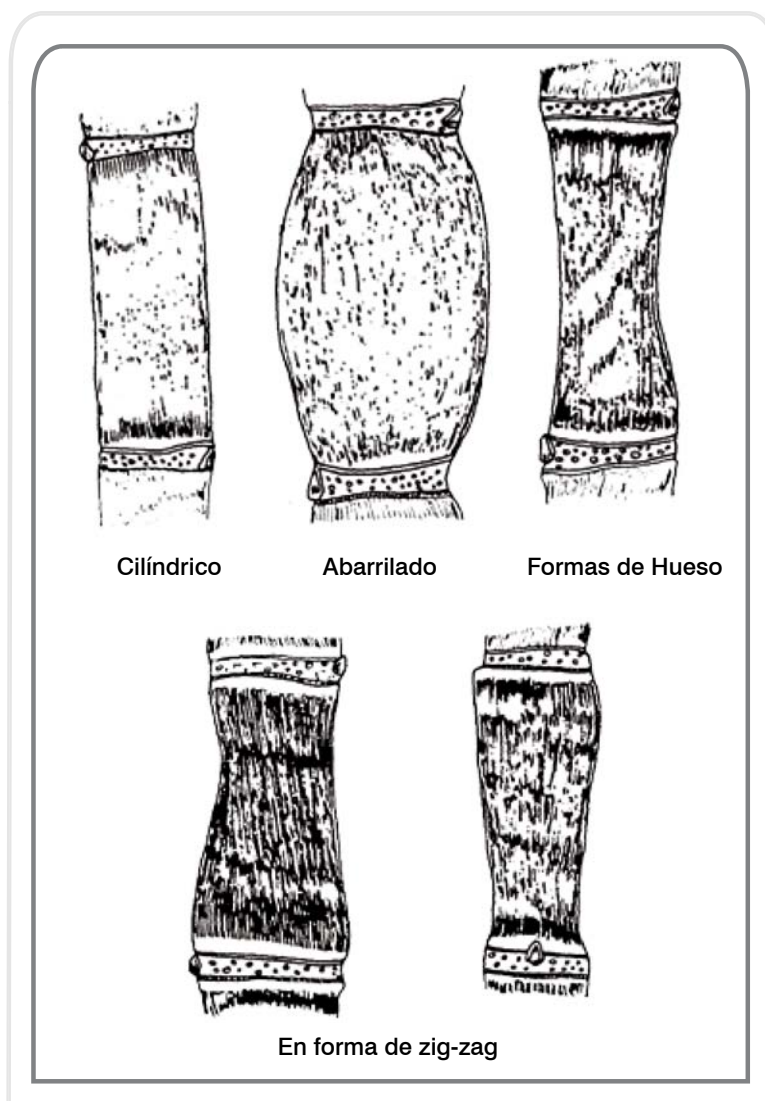 Cilíndrico
Abarrilado
Formas de Hueso
En forma de zig-zag